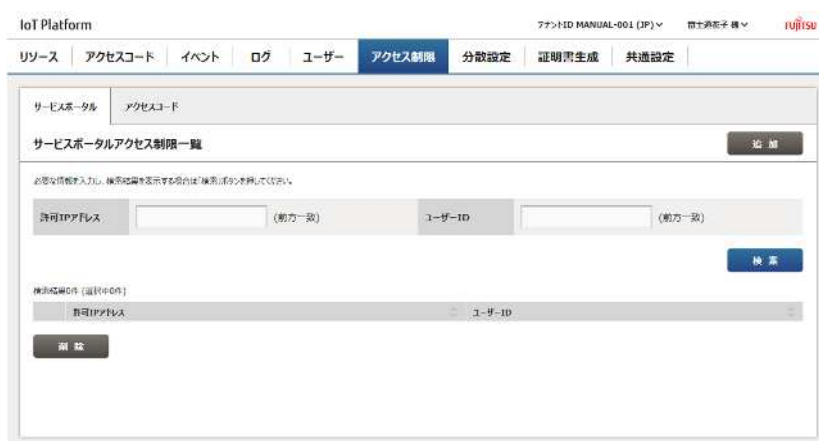 IoT Platform テナントID MANUAL-001 (JP) 富士通花子 様 FUJITSU
リソース アクセスコード イベント ログ ユーザー アクセス制限 分散設定 証明書生成 共通設定
サービスポータル アクセスコード
サービスポータルアクセス制限一覧 追 加
必要な情報を入力し、検索結果を表示する場合は「検索」ボタンを押してください。
許可IPアドレス (前方一致) ユーザーID (前方一致)
検 索
検索結果0件 (選択中0件)
許可IPアドレス ユーザーID
削 除